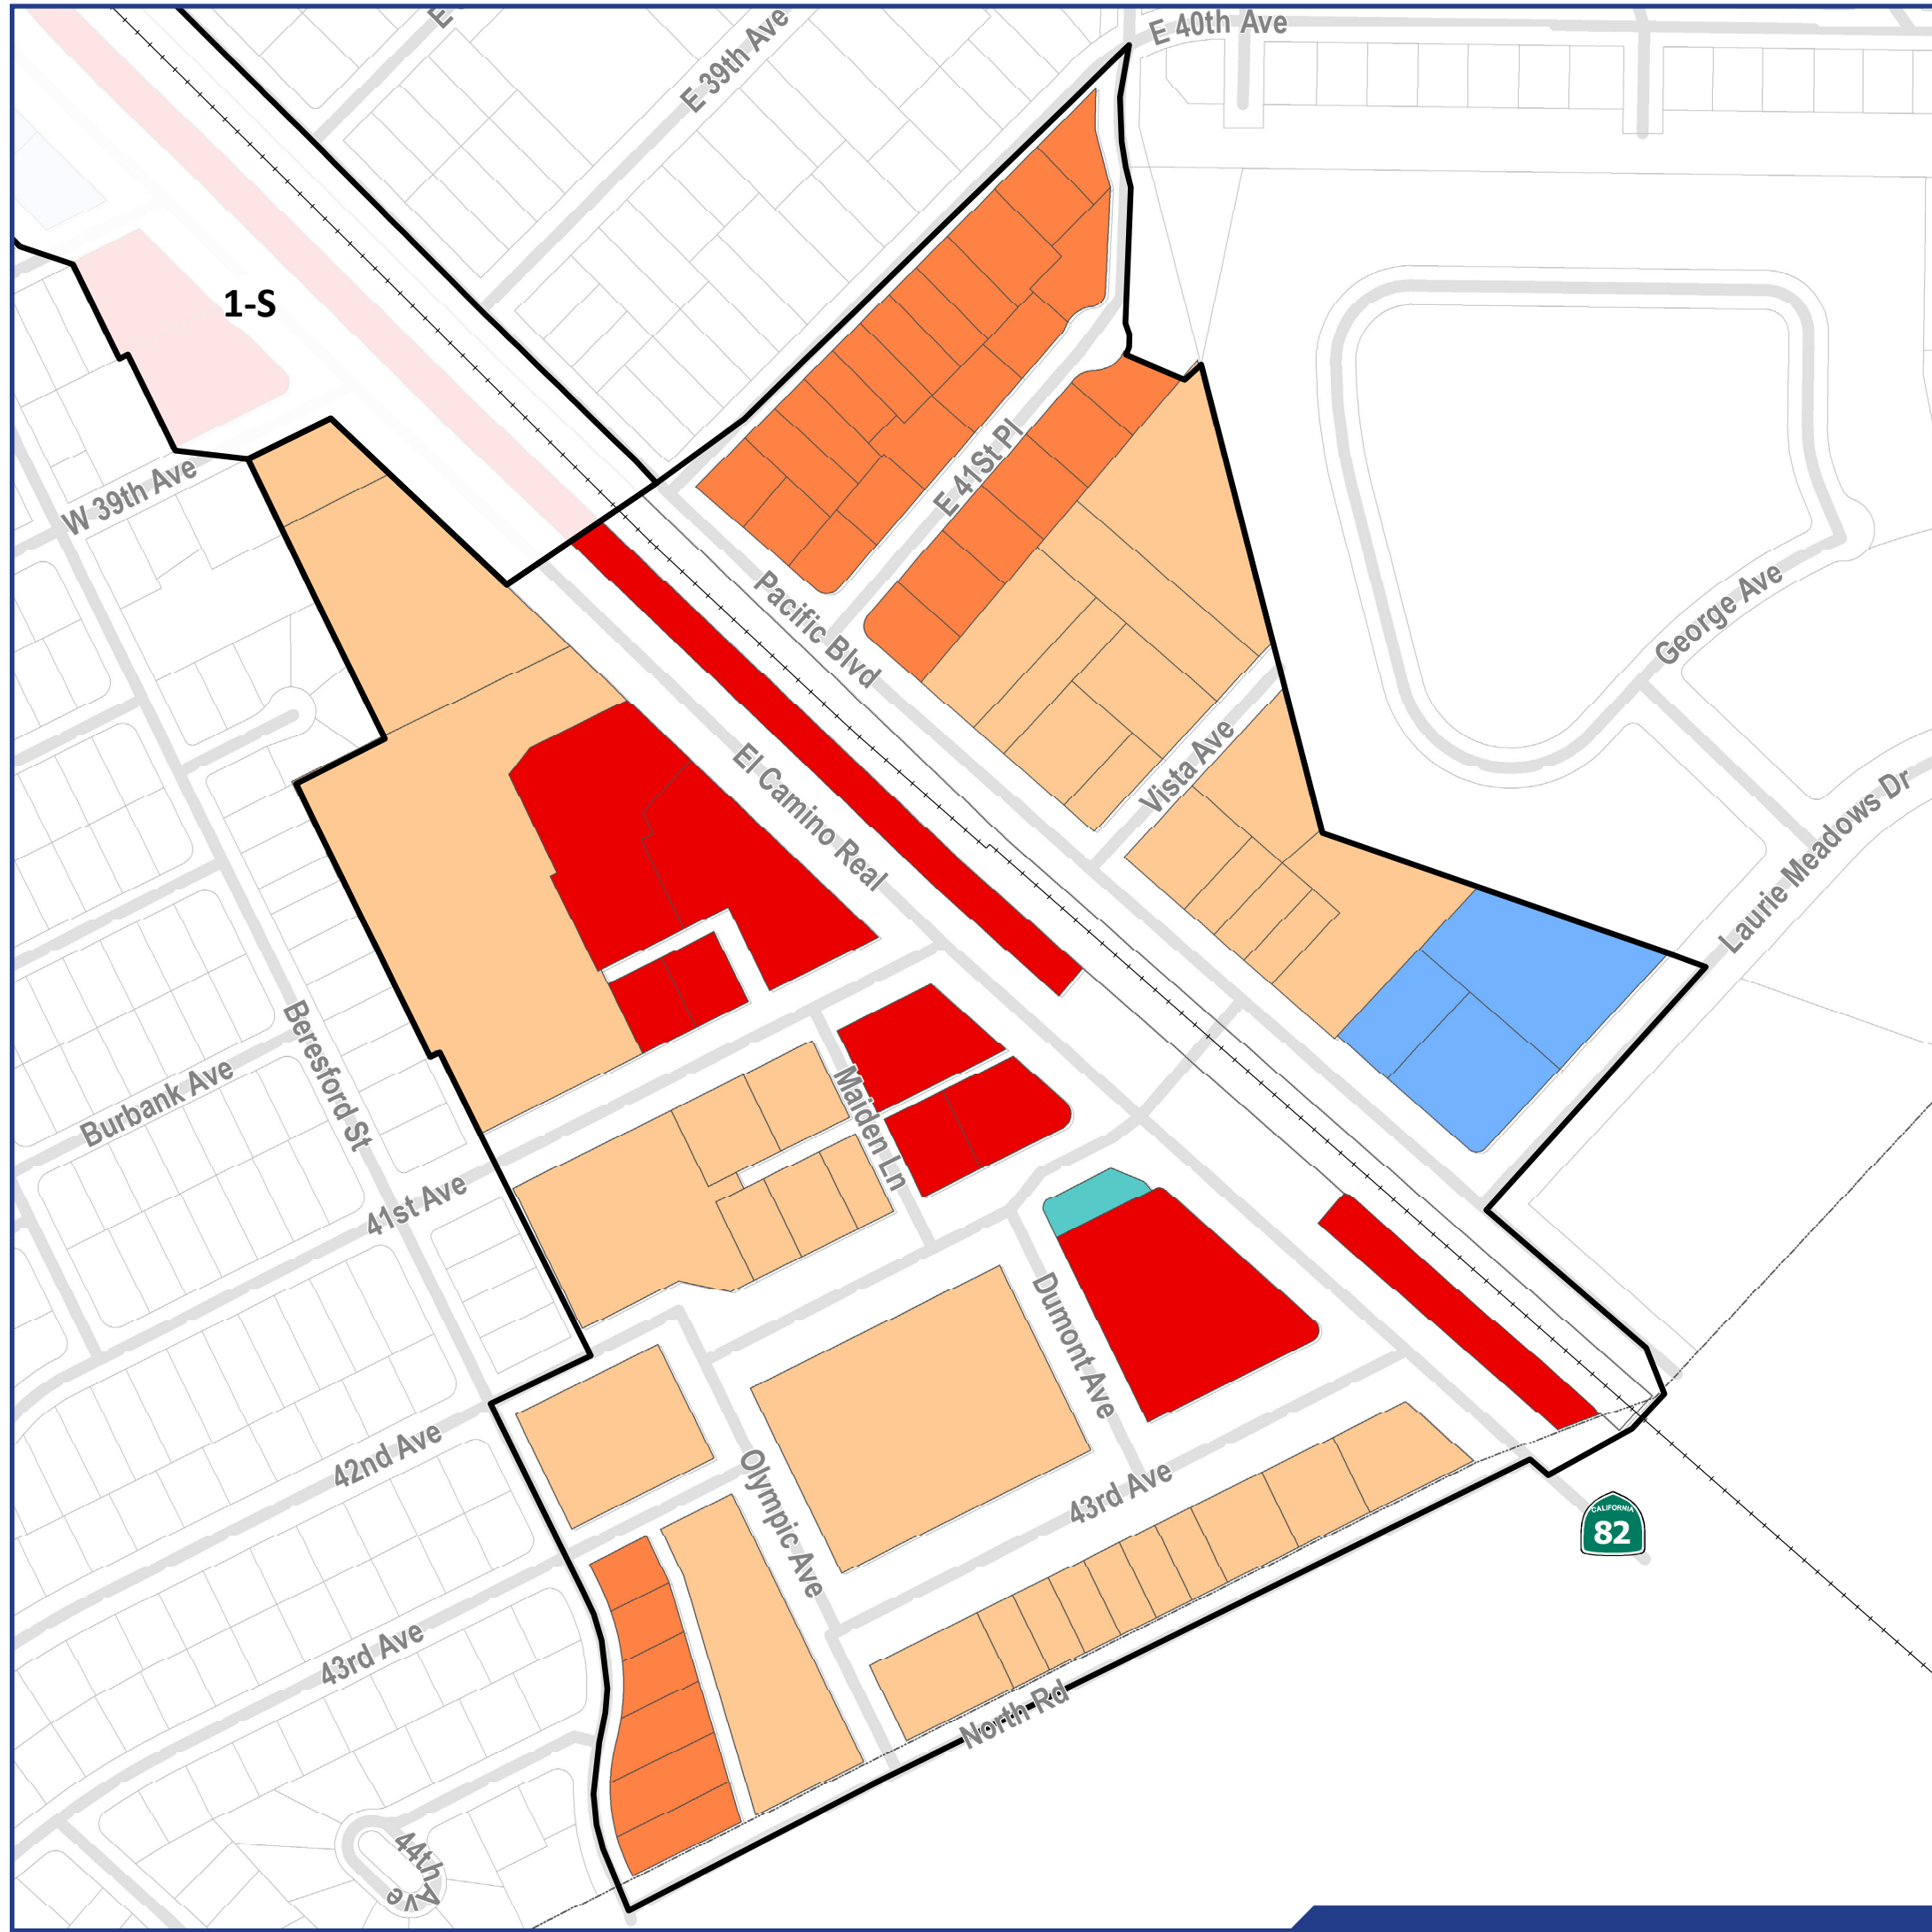 E
E 39th Ave
E 40th Ave
1-S
W 39th Ave
E 41St Pl
Pacific Blvd
George Ave
Vista Ave
El Camino Real
Laurie Meadows Dr
Beresford St
Burbank Ave
Maiden Ln
41st Ave
Dumont Ave
42nd Ave
Olympic Ave
43rd Ave
CALIFORNIA
82
43rd Ave
North Rd
44th
Ave